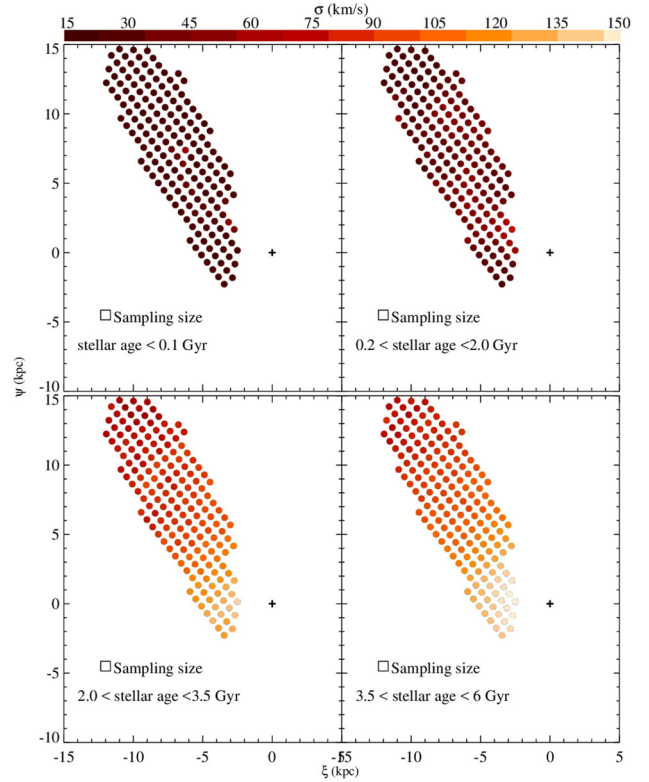 σ (km/s)
15 30 45 60 75 90 105 120 135 150
15
10
5
0
-5
-10
Sampling size
stellar age < 0.1 Gyr
Sampling size
0.2 < stellar age <2.0 Gyr
ψ (kpc)
15
10
5
0
-5
-10
Sampling size
2.0 < stellar age <3.5 Gyr
Sampling size
3.5 < stellar age < 6 Gyr
-15 -10 -5 0 -10 -5 0 5
ξ (kpc)